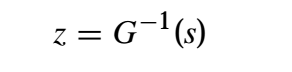 z = G⁻¹(s)